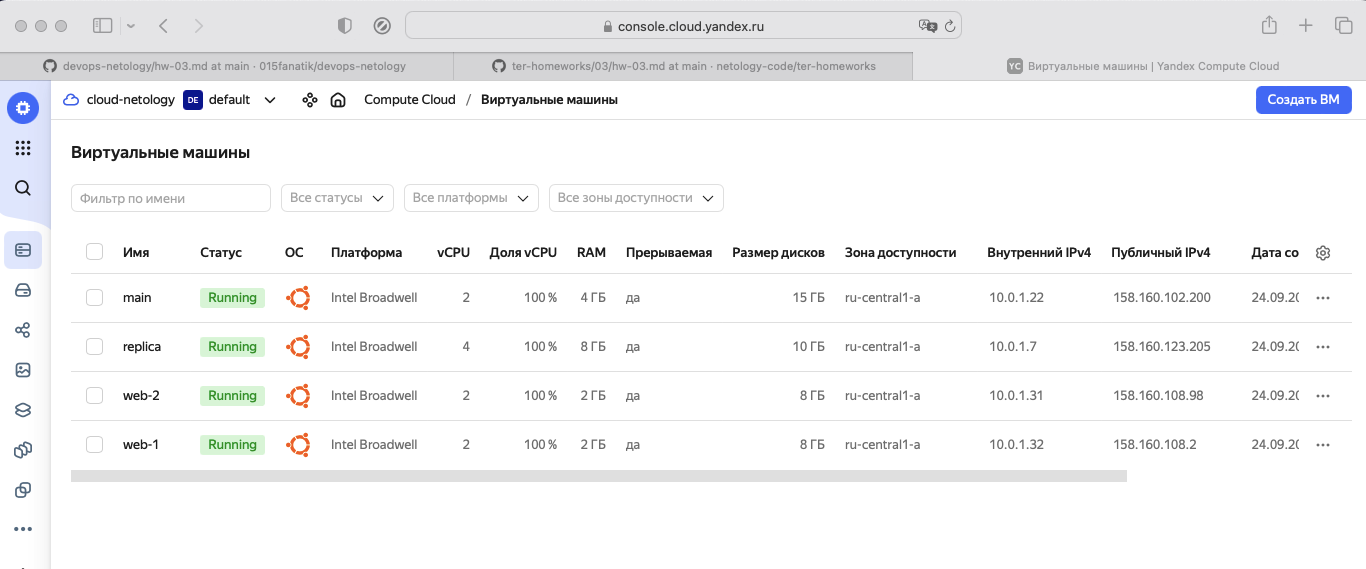 console.cloud.yandex.ru
devops-netology/hw-03.md at main · 015fanatik/devops-netology
ter-homeworks/03/hw-03.md at main · netology-code/ter-homeworks
YC Виртуальные машины | Yandex Compute Cloud
cloud-netology DE default Compute Cloud / Виртуальные машины Создать ВМ
Виртуальные машины
Фильтр по имени Все статусы Все платформы Все зоны доступности
Имя Статус ОС Платформа vCPU Доля vCPU RAM Прерываемая Размер дисков Зона доступности Внутренний IPv4 Публичный IPv4 Дата со
main Running Intel Broadwell 2 100 % 4 ГБ да 15 ГБ ru-central1-a 10.0.1.22 158.160.102.200 24.09.20
replica Running Intel Broadwell 4 100 % 8 ГБ да 10 ГБ ru-central1-a 10.0.1.7 158.160.123.205 24.09.20
web-2 Running Intel Broadwell 2 100 % 2 ГБ да 8 ГБ ru-central1-a 10.0.1.31 158.160.108.98 24.09.20
web-1 Running Intel Broadwell 2 100 % 2 ГБ да 8 ГБ ru-central1-a 10.0.1.32 158.160.108.2 24.09.20